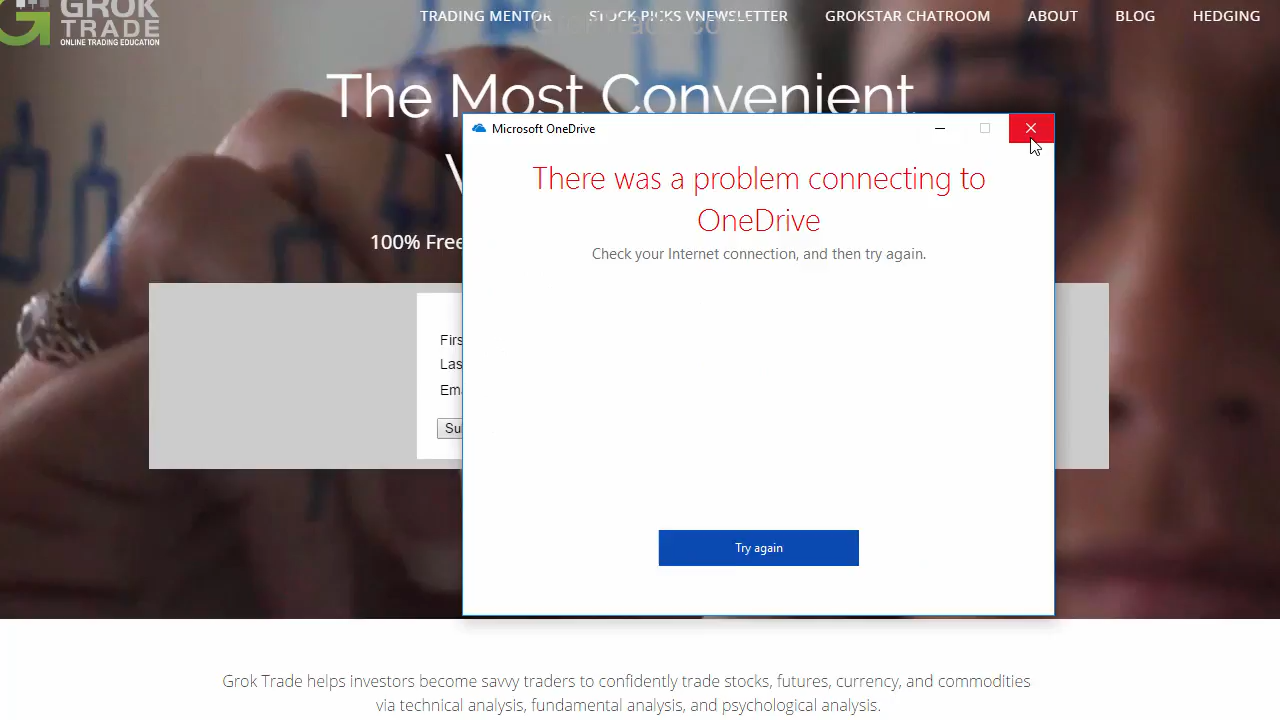 GROK
TRADE
ONLINE TRADING EDUCATION
TRADING MENTOR STOCK PICKS VNEWSLETTER GROKSTAR CHATROOM ABOUT BLOG HEDGING
The Most Convenient
100% Free
Microsoft OneDrive
There was a problem connecting to
OneDrive
Check your Internet connection, and then try again.
Try again
Grok Trade helps investors become savvy traders to confidently trade stocks, futures, currency, and commodities
via technical analysis, fundamental analysis, and psychological analysis.